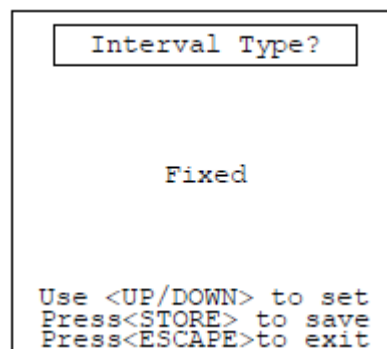 Interval Type?
Fixed
Use <UP/DOWN> to set
Press<STORE> to save
Press<ESCAPE>to exit